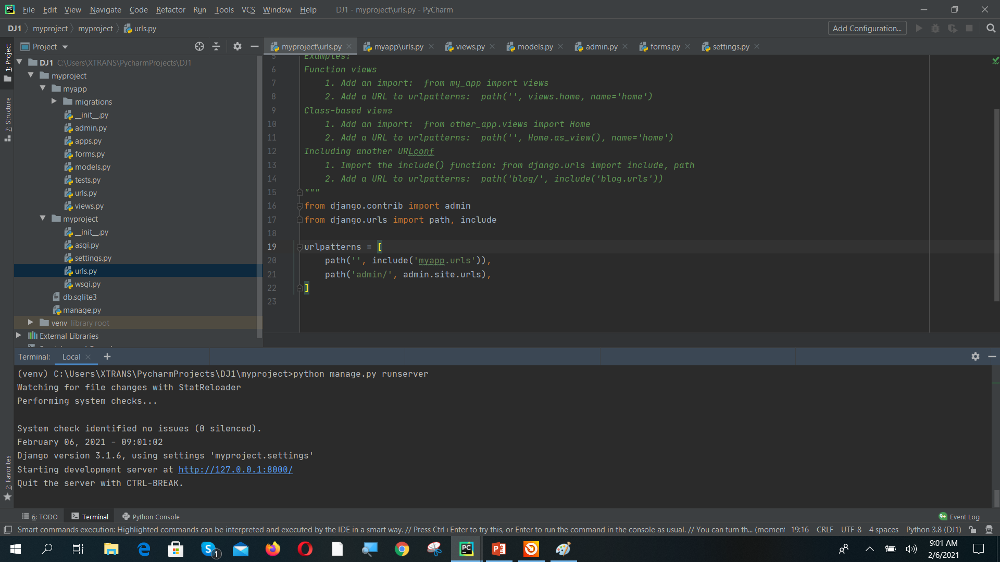 File Edit View Navigate Code Refactor Run Tools VCS Window Help DJ1 - myproject\urls.py - PyCharm
DJ1 myproject myproject urls.py Add Configuration...
1: Project
7: Structure
2: Favorites
Project
myproject\urls.py myapp\urls.py views.py models.py admin.py forms.py settings.py
DJ1 C:\Users\XTRANS\PycharmProjects\DJ1
myproject
myapp
migrations
__init__.py
admin.py
apps.py
forms.py
models.py
tests.py
urls.py
views.py
myproject
__init__.py
asgi.py
settings.py
urls.py
wsgi.py
db.sqlite3
manage.py
venv library root
External Libraries
5 Examples:
6 Function views
7 1. Add an import: from my_app import views
8 2. Add a URL to urlpatterns: path('', views.home, name='home')
9 Class-based views
10 1. Add an import: from other_app.views import Home
11 2. Add a URL to urlpatterns: path('', Home.as_view(), name='home')
12 Including another URLconf
13 1. Import the include() function: from django.urls import include, path
14 2. Add a URL to urlpatterns: path('blog/', include('blog.urls'))
15 """
16 from django.contrib import admin
17 from django.urls import path, include
18
19 urlpatterns = [
20 path('', include('myapp.urls')),
21 path('admin/', admin.site.urls),
22 ]
23
Terminal: Local
(venv) C:\Users\XTRANS\PycharmProjects\DJ1\myproject>python manage.py runserver
Watching for file changes with StatReloader
Performing system checks...
System check identified no issues (0 silenced).
February 06, 2021 - 09:01:02
Django version 3.1.6, using settings 'myproject.settings'
Starting development server at http://127.0.0.1:8000/
Quit the server with CTRL-BREAK.
6: TODO Terminal Python Console 9+ Event Log
Smart commands execution: Highlighted commands can be interpreted and executed by the IDE in a smart way. // Press Ctrl+Enter to try this, or Enter to run the command in the console as usual. // You can turn th... (moment 19:16 CRLF UTF-8 4 spaces Python 3.8 (DJ1)
1
9:01 AM
2/6/2021